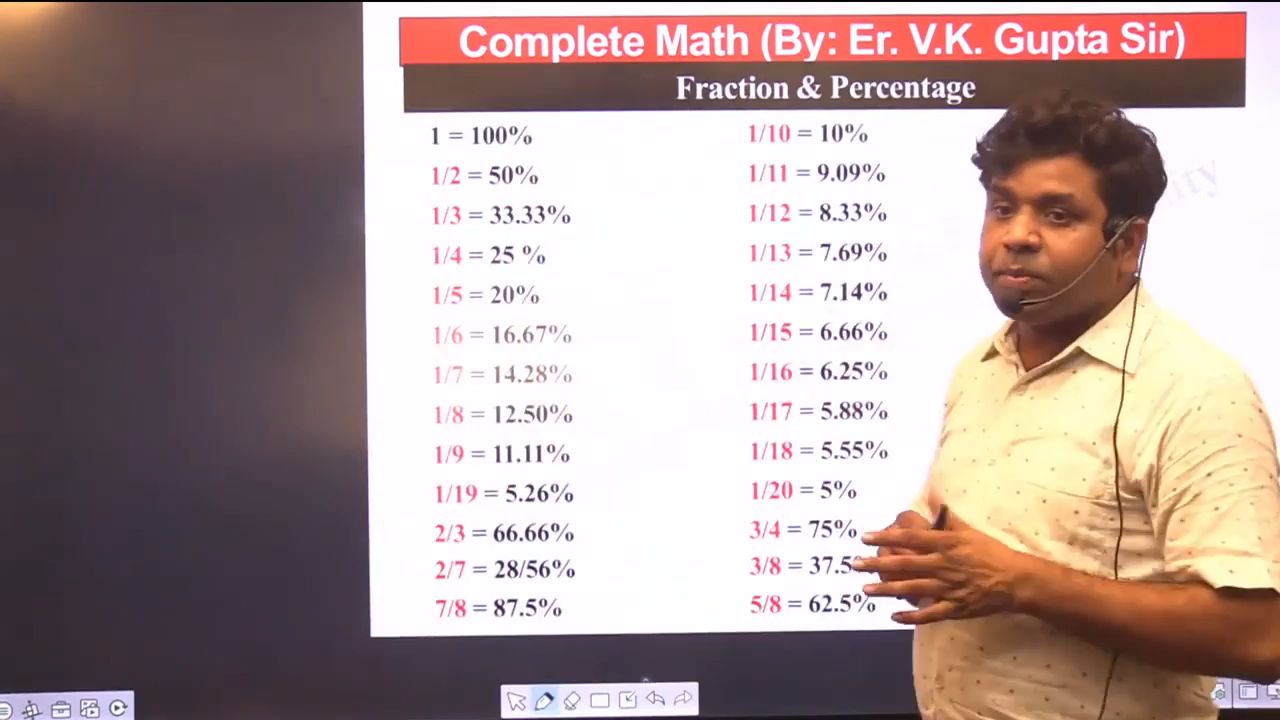 Complete Math (By: Er. V.K. Gupta Sir)
Fraction & Percentage
1 = 100%
1/2 = 50%
1/3 = 33.33%
1/4 = 25 %
1/5 = 20%
1/6 = 16.67%
1/7 = 14.28%
1/8 = 12.50%
1/9 = 11.11%
1/19 = 5.26%
2/3 = 66.66%
2/7 = 28/56%
7/8 = 87.5%
1/10 = 10%
1/11 = 9.09%
1/12 = 8.33%
1/13 = 7.69%
1/14 = 7.14%
1/15 = 6.66%
1/16 = 6.25%
1/17 = 5.88%
1/18 = 5.55%
1/20 = 5%
3/4 = 75%
3/8 = 37.5
5/8 = 62.5%